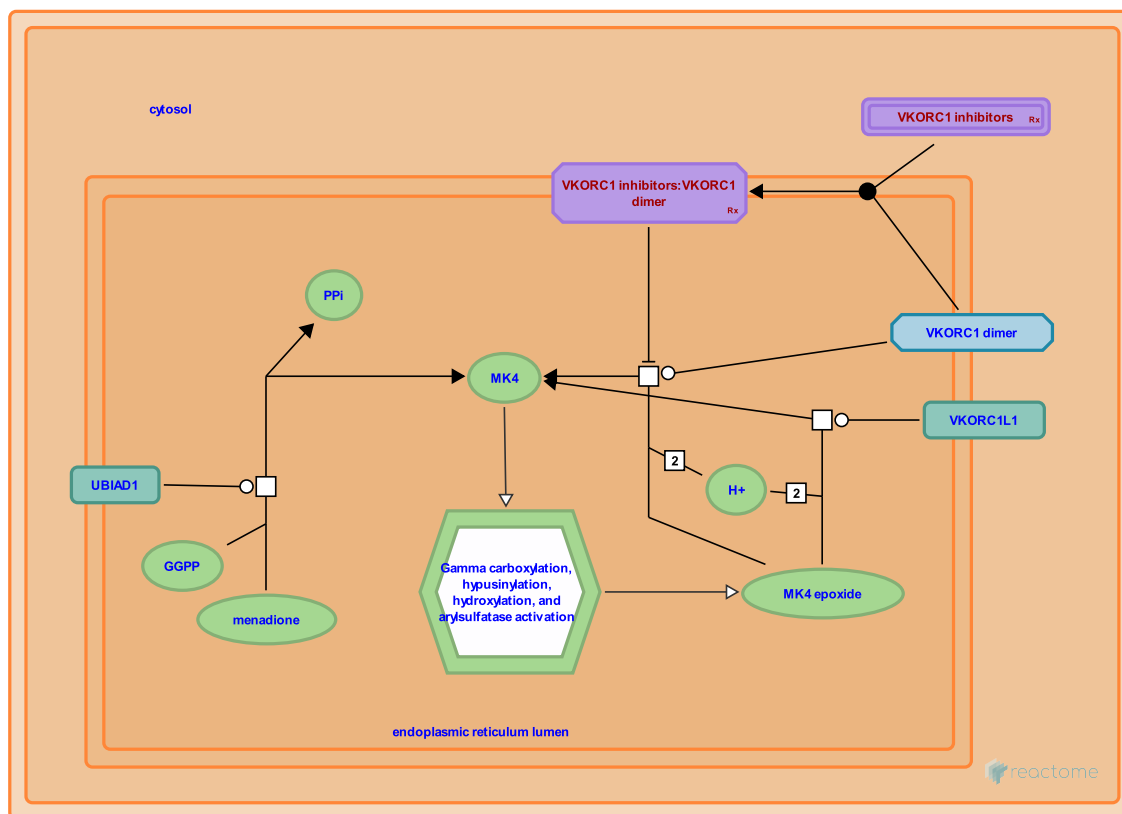 cytosol
VKORC1 inhibitors
Rx
VKORC1 inhibitors:VKORC1
dimer
Rx
PPi
VKORC1 dimer
MK4
VKORC1L1
2
UBIAD1
H+
2
GGPP
Gamma carboxylation,
hypusinylation,
hydroxylation, and
arylsulfatase activation
MK4 epoxide
menadione
endoplasmic reticulum lumen
reactome